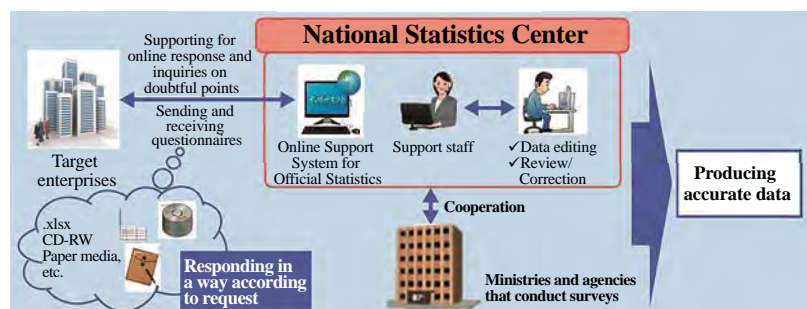 National Statistics Center
Supporting for
online response and
inquiries on
doubtful points
Sending and
receiving
questionnaires
Target
enterprises
Online Support
System for
Official Statistics
Support staff
✓Data editing
✓Review/
Correction
Producing
accurate data
Cooperation
.xlsx
CD-RW
Paper media,
etc.
Responding in
a way according
to request
Ministries and agencies
that conduct surveys